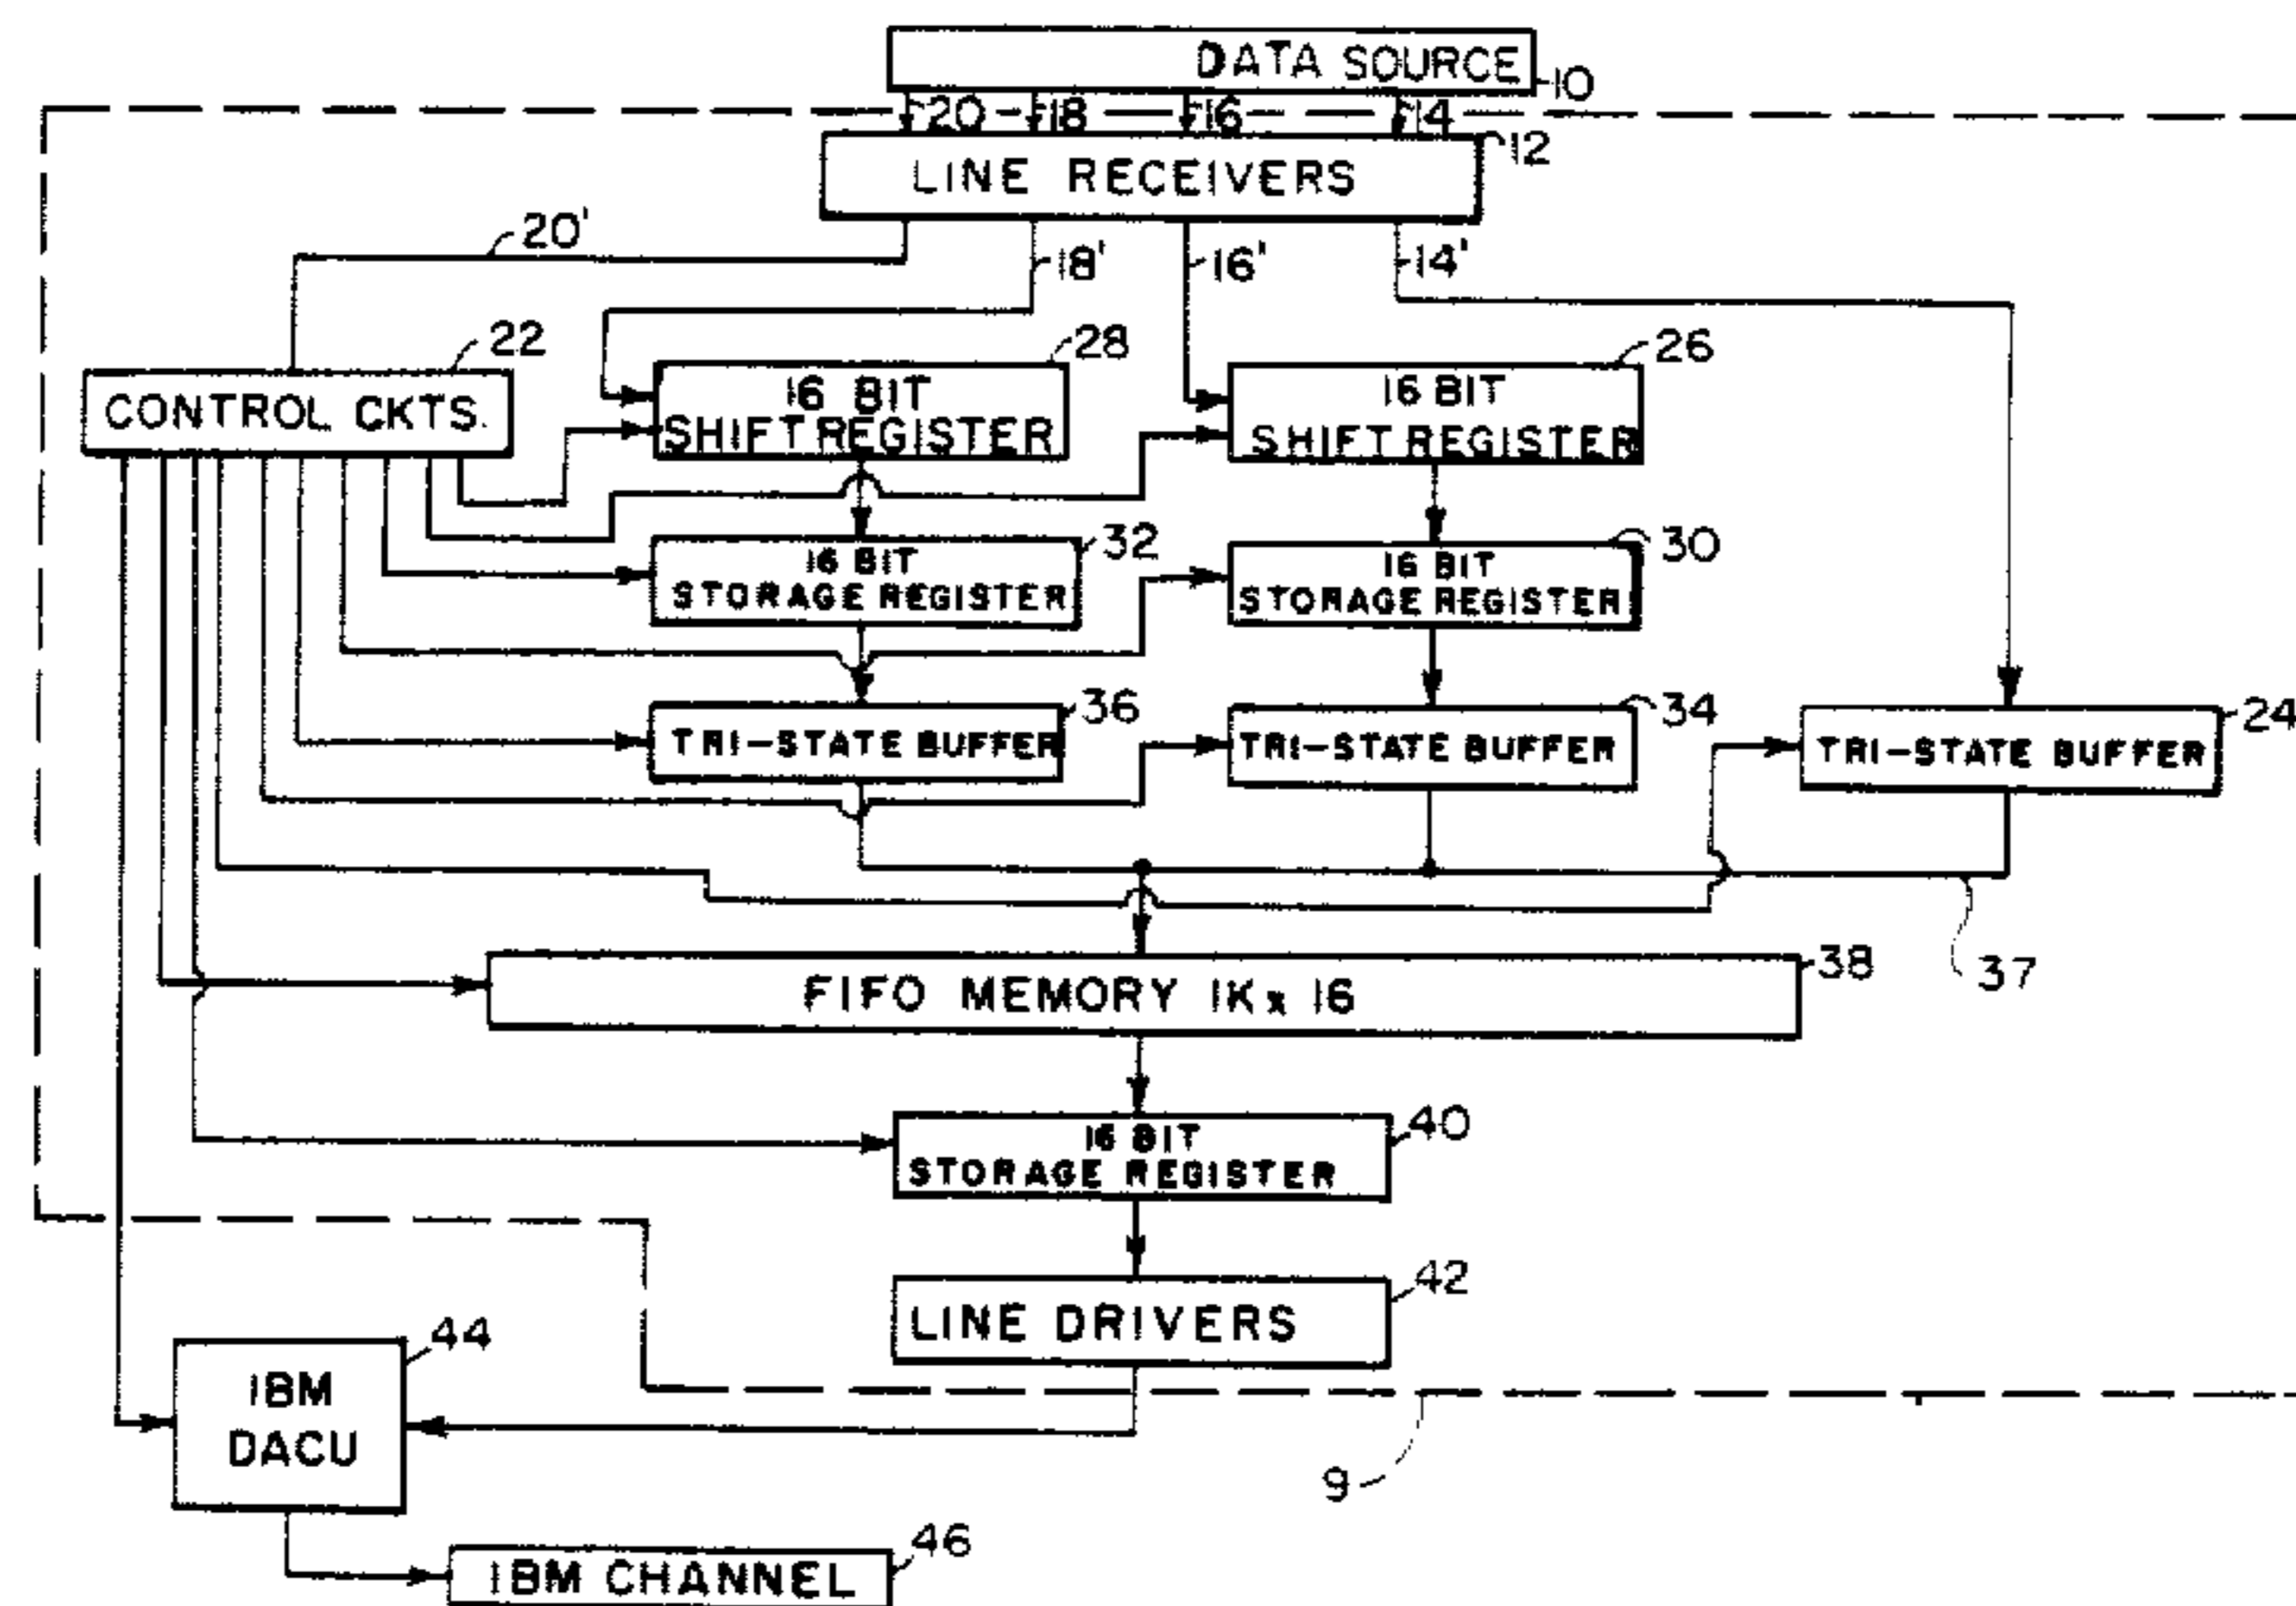 DATA SOURCE
10
20
18
16
14
LINE RECEIVERS
12
20'
18'
16'
14'
CONTROL CKTS.
22
16 BIT
SHIFT REGISTER
28
16 BIT
SHIFT REGISTER
26
16 BIT
STORAGE REGISTER
32
16 BIT
STORAGE REGISTER
30
TRI-STATE BUFFER
36
TRI-STATE BUFFER
34
TRI-STATE BUFFER
24
37
FIFO MEMORY 1K x 16
38
16 BIT
STORAGE REGISTER
40
LINE DRIVERS
42
IBM
DACU
44
9
IBM CHANNEL
46